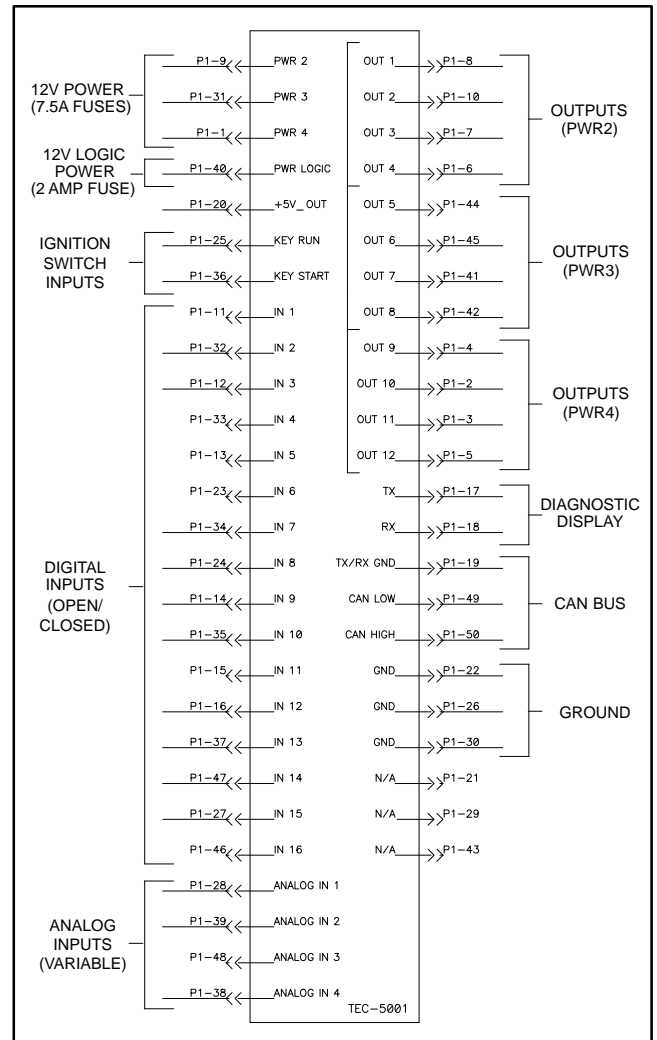 12V POWER
(7.5A FUSES)
P1-9 PWR 2
P1-31 PWR 3
P1-1 PWR 4
12V LOGIC
POWER
(2 AMP FUSE)
P1-40 PWR LOGIC
P1-20 +5V_OUT
IGNITION
SWITCH
INPUTS
P1-25 KEY RUN
P1-36 KEY START
DIGITAL
INPUTS
(OPEN/
CLOSED)
P1-11 IN 1
P1-32 IN 2
P1-12 IN 3
P1-33 IN 4
P1-13 IN 5
P1-23 IN 6
P1-34 IN 7
P1-24 IN 8
P1-14 IN 9
P1-35 IN 10
P1-15 IN 11
P1-16 IN 12
P1-37 IN 13
P1-47 IN 14
P1-27 IN 15
P1-46 IN 16
ANALOG
INPUTS
(VARIABLE)
P1-28 ANALOG IN 1
P1-39 ANALOG IN 2
P1-48 ANALOG IN 3
P1-38 ANALOG IN 4
OUT 1 P1-8
OUT 2 P1-10
OUT 3 P1-7
OUT 4 P1-6
OUTPUTS
(PWR2)
OUT 5 P1-44
OUT 6 P1-45
OUT 7 P1-41
OUT 8 P1-42
OUTPUTS
(PWR3)
OUT 9 P1-4
OUT 10 P1-2
OUT 11 P1-3
OUT 12 P1-5
OUTPUTS
(PWR4)
TX P1-17
RX P1-18
DIAGNOSTIC
DISPLAY
TX/RX GND P1-19
CAN LOW P1-49
CAN HIGH P1-50
CAN BUS
GND P1-22
GND P1-26
GND P1-30
GROUND
N/A P1-21
N/A P1-29
N/A P1-43
TEC-5001